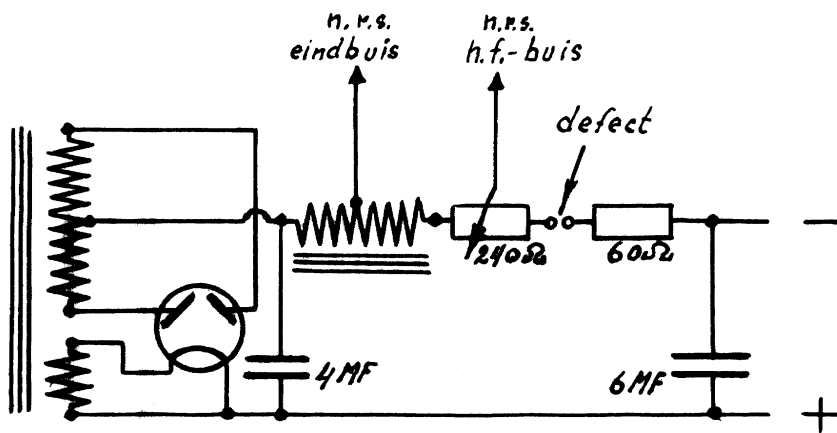 n.r.s.
eindbuis
n.r.s.
h.f.-buis
defect
240Ω
60Ω
4MF
6MF
−
+